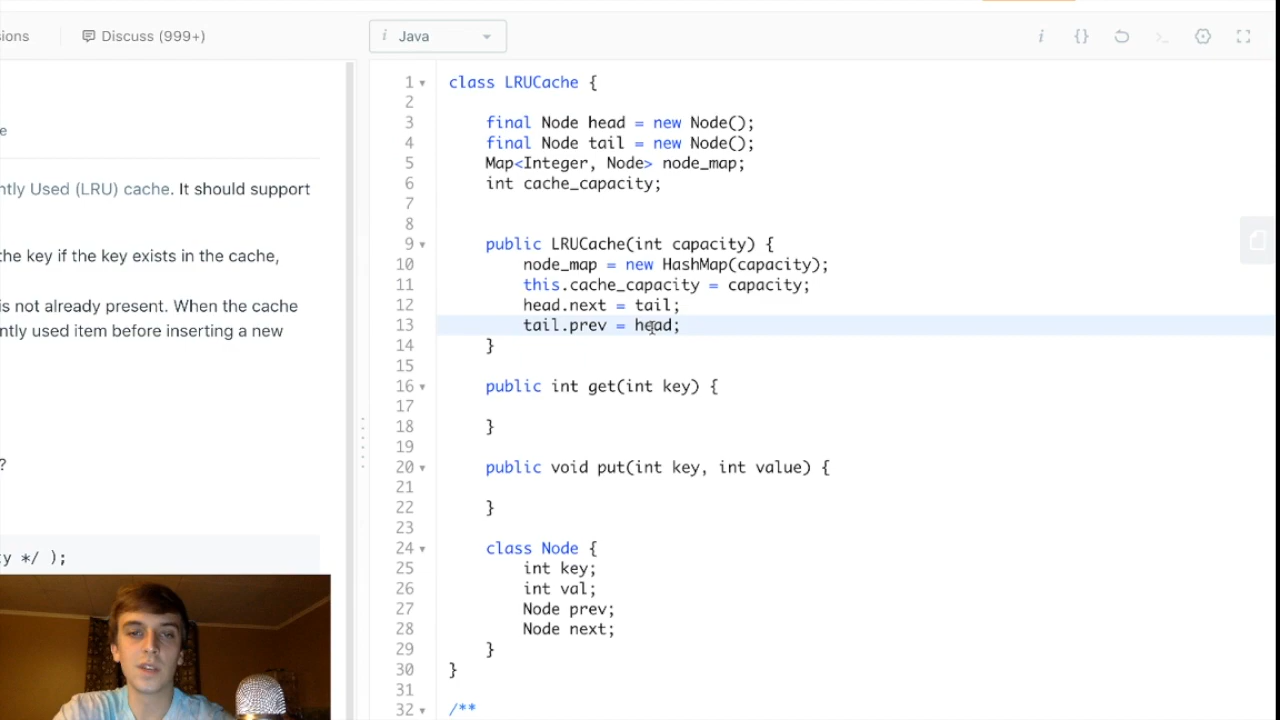 sions
Discuss (999+)
i Java
i {}
1 class LRUCache {
2
3 final Node head = new Node();
4 final Node tail = new Node();
5 Map<Integer, Node> node_map;
6 int cache_capacity;
7
8
9 public LRUCache(int capacity) {
10 node_map = new HashMap(capacity);
11 this.cache_capacity = capacity;
12 head.next = tail;
13 tail.prev = head;
14 }
15
16 public int get(int key) {
17
18 }
19
20 public void put(int key, int value) {
21
22 }
23
24 class Node {
25 int key;
26 int val;
27 Node prev;
28 Node next;
29 }
30 }
31
32 /**
e
ntly Used (LRU) cache. It should support
the key if the key exists in the cache,
is not already present. When the cache
ntly used item before inserting a new
?
y */ );